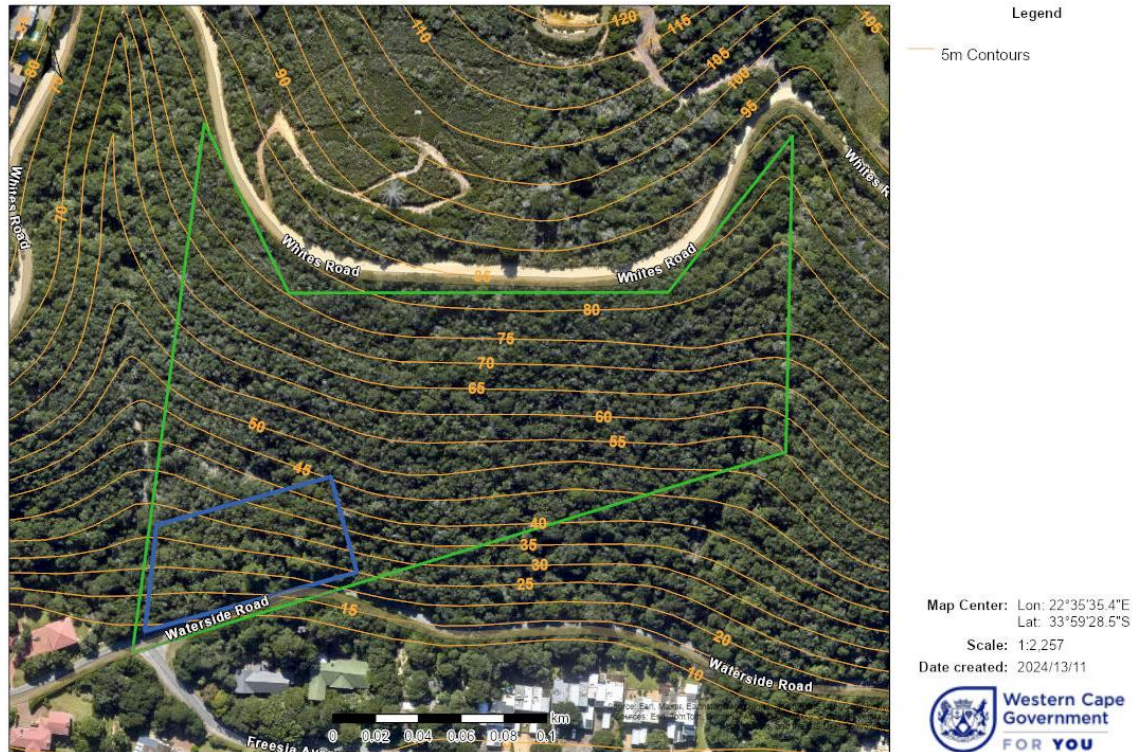 Legend
5m Contours
120
115
110
105
105
100
95
90
80
70
85
80
75
70
65
60
55
50
45
40
35
30
25
15
20
10
Whites Road
Whites Road
Whites Road
Whites R
Waterside Road
Waterside Road
Freesia Ave
km
0 0.02 0.04 0.06 0.08 0.1
Map Center: Lon: 22°35'35.4"E
Lat: 33°59'28.5"S
Scale: 1:2,257
Date created: 2024/13/11
Western Cape
Government
FOR YOU